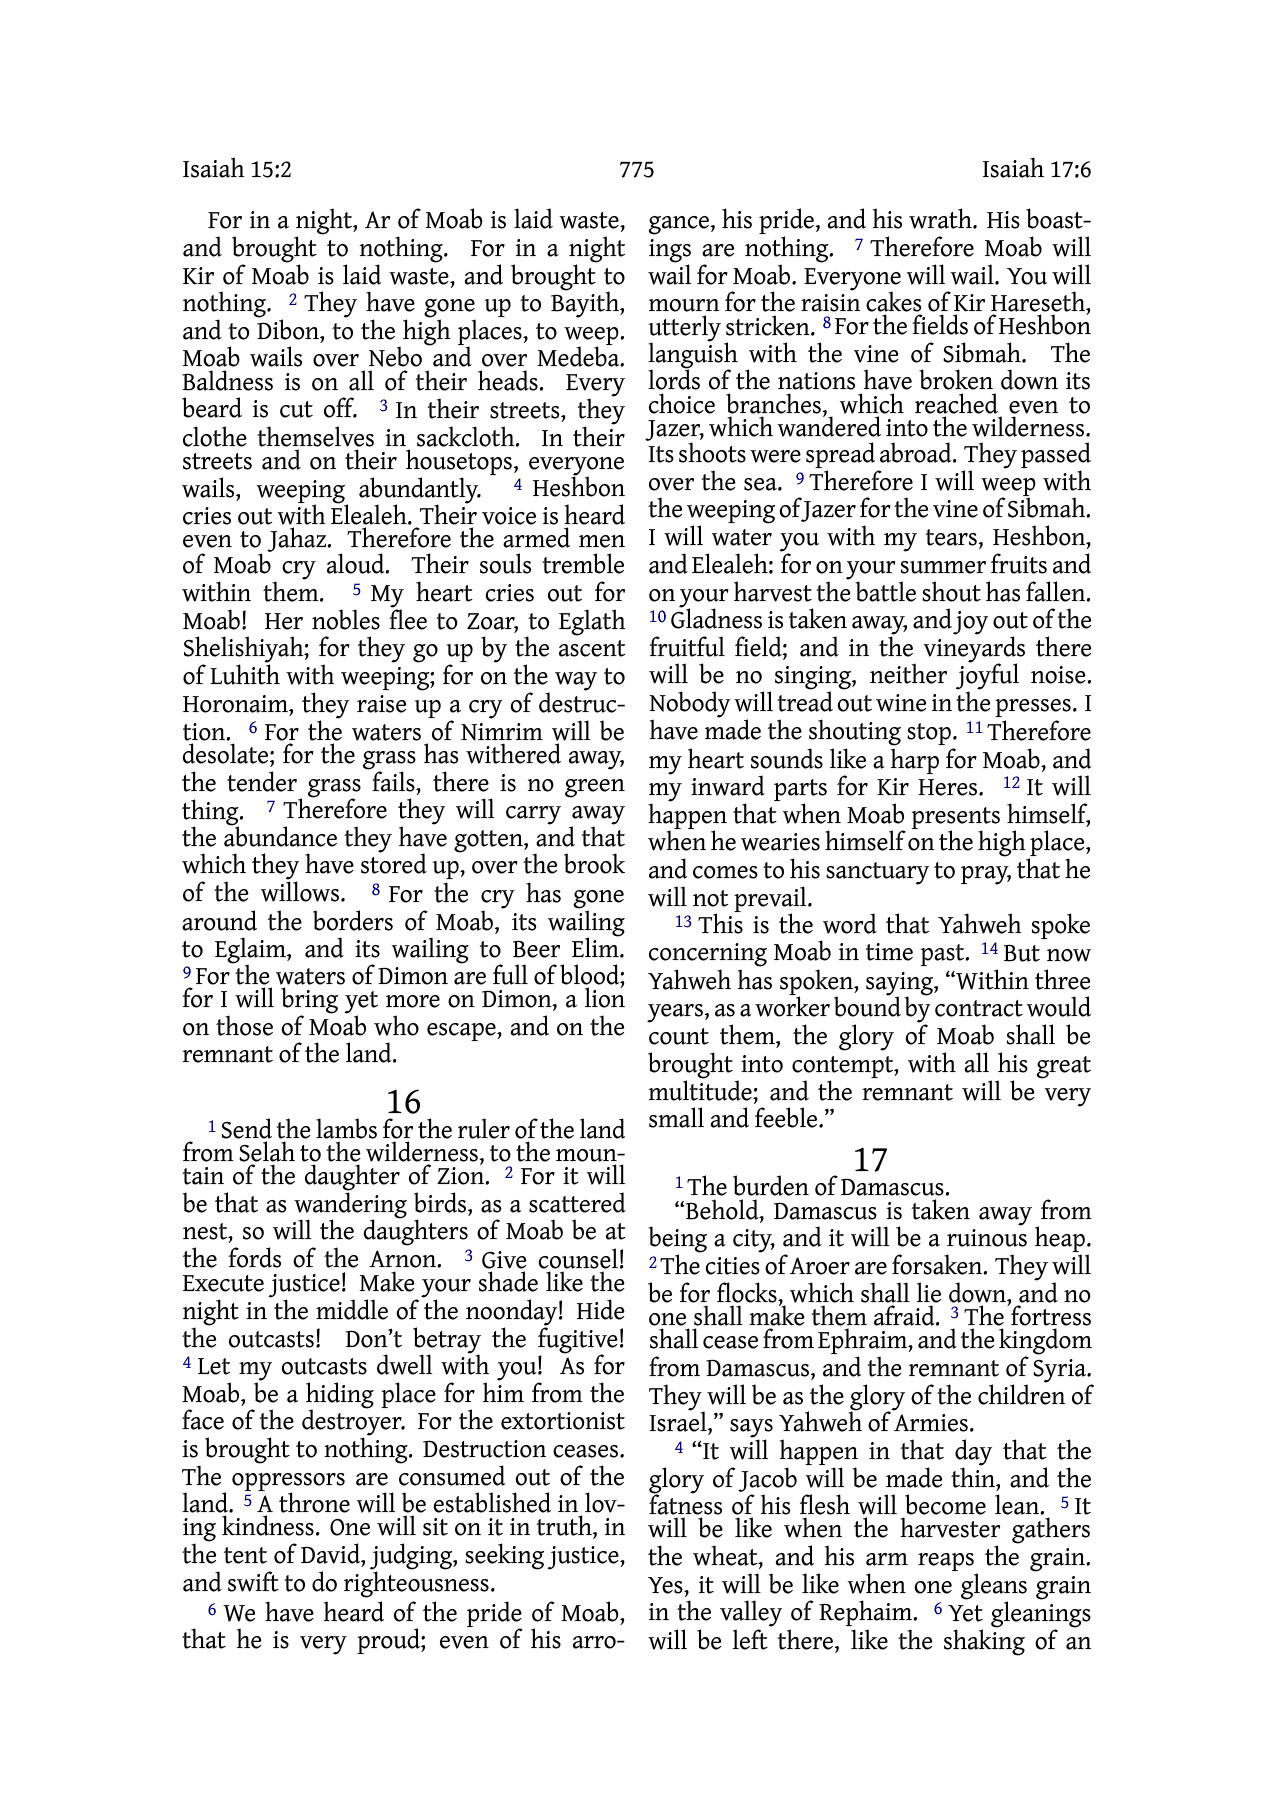 Isaiah 15:2
775
Isaiah 17:6
For in a night, Ar of Moab is laid waste,
and brought to nothing. For in a night
Kir of Moab is laid waste, and brought to
nothing. 2 They have gone up to Bayith,
and to Dibon, to the high places, to weep.
Moab wails over Nebo and over Medeba.
Baldness is on all of their heads. Every
beard is cut off. 3 In their streets, they
clothe themselves in sackcloth. In their
streets and on their housetops, everyone
wails, weeping abundantly. 4 Heshbon
cries out with Elealeh. Their voice is heard
even to Jahaz. Therefore the armed men
of Moab cry aloud. Their souls tremble
within them. 5 My heart cries out for
Moab! Her nobles flee to Zoar, to Eglath
Shelishiyah; for they go up by the ascent
of Luhith with weeping; for on the way to
Horonaim, they raise up a cry of destruc-
tion. 6 For the waters of Nimrim will be
desolate; for the grass has withered away,
the tender grass fails, there is no green
thing. 7 Therefore they will carry away
the abundance they have gotten, and that
which they have stored up, over the brook
of the willows. 8 For the cry has gone
around the borders of Moab, its wailing
to Eglaim, and its wailing to Beer Elim.
9 For the waters of Dimon are full of blood;
for I will bring yet more on Dimon, a lion
on those of Moab who escape, and on the
remnant of the land.
16
1 Send the lambs for the ruler of the land
from Selah to the wilderness, to the moun-
tain of the daughter of Zion. 2 For it will
be that as wandering birds, as a scattered
nest, so will the daughters of Moab be at
the fords of the Arnon. 3 Give counsel!
Execute justice! Make your shade like the
night in the middle of the noonday! Hide
the outcasts! Don’t betray the fugitive!
4 Let my outcasts dwell with you! As for
Moab, be a hiding place for him from the
face of the destroyer. For the extortionist
is brought to nothing. Destruction ceases.
The oppressors are consumed out of the
land. 5 A throne will be established in lov-
ing kindness. One will sit on it in truth, in
the tent of David, judging, seeking justice,
and swift to do righteousness.
6 We have heard of the pride of Moab,
that he is very proud; even of his arro-
gance, his pride, and his wrath. His boast-
ings are nothing. 7 Therefore Moab will
wail for Moab. Everyone will wail. You will
mourn for the raisin cakes of Kir Hareseth,
utterly stricken. 8 For the fields of Heshbon
languish with the vine of Sibmah. The
lords of the nations have broken down its
choice branches, which reached even to
Jazer, which wandered into the wilderness.
Its shoots were spread abroad. They passed
over the sea. 9 Therefore I will weep with
the weeping of Jazer for the vine of Sibmah.
I will water you with my tears, Heshbon,
and Elealeh: for on your summer fruits and
on your harvest the battle shout has fallen.
10 Gladness is taken away, and joy out of the
fruitful field; and in the vineyards there
will be no singing, neither joyful noise.
Nobody will tread out wine in the presses. I
have made the shouting stop. 11 Therefore
my heart sounds like a harp for Moab, and
my inward parts for Kir Heres. 12 It will
happen that when Moab presents himself,
when he wearies himself on the high place,
and comes to his sanctuary to pray, that he
will not prevail.
13 This is the word that Yahweh spoke
concerning Moab in time past. 14 But now
Yahweh has spoken, saying, “Within three
years, as a worker bound by contract would
count them, the glory of Moab shall be
brought into contempt, with all his great
multitude; and the remnant will be very
small and feeble.”
17
1 The burden of Damascus.
“Behold, Damascus is taken away from
being a city, and it will be a ruinous heap.
2 The cities of Aroer are forsaken. They will
be for flocks, which shall lie down, and no
one shall make them afraid. 3 The fortress
shall cease from Ephraim, and the kingdom
from Damascus, and the remnant of Syria.
They will be as the glory of the children of
Israel,” says Yahweh of Armies.
4 “It will happen in that day that the
glory of Jacob will be made thin, and the
fatness of his flesh will become lean. 5 It
will be like when the harvester gathers
the wheat, and his arm reaps the grain.
Yes, it will be like when one gleans grain
in the valley of Rephaim. 6 Yet gleanings
will be left there, like the shaking of an